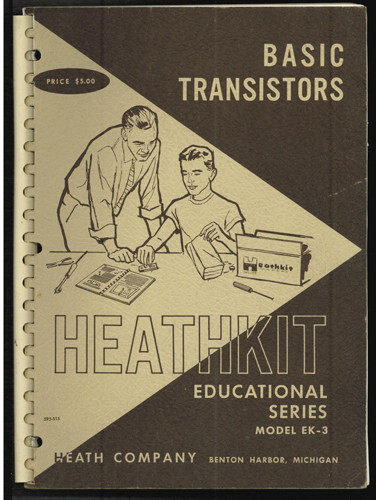 BASIC
TRANSISTORS
PRICE $5.00
Heathkit
HEATHKIT
EDUCATIONAL
SERIES
MODEL EK-3
HEATH COMPANY BENTON HARBOR, MICHIGAN